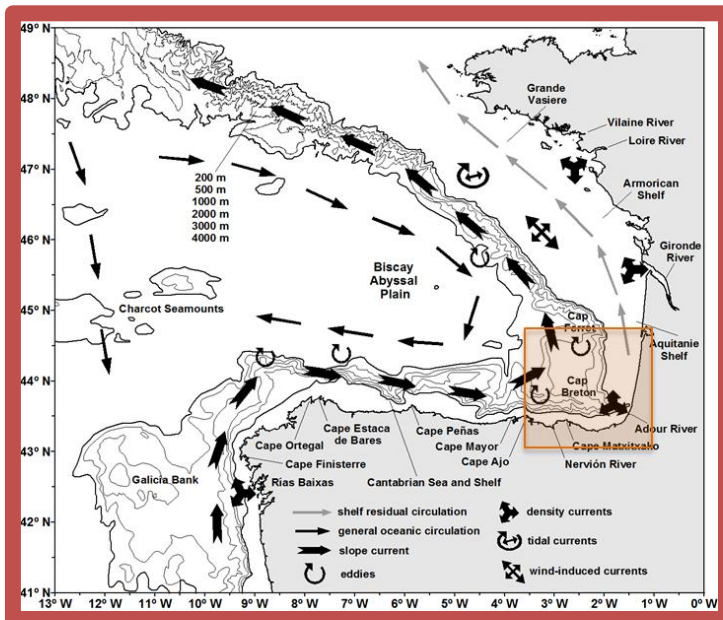 49° N
48° N
47° N
46° N
45° N
44° N
43° N
42° N
41° N
13° W
12° W
11° W
10° W
9° W
8° W
7° W
6° W
5° W
4° W
3° W
2° W
1° W
0° W
Grande
Vasiere
Vilaine River
Loire River
Armorican
Shelf
Gironde
River
200 m
500 m
1000 m
2000 m
3000 m
4000 m
Biscay
Abyssal
Plain
Charcot Seamounts
Cap
Ferret
Aquitanie
Shelf
Cap
Breton
Adour River
Cape Matxitxako
Nervión River
Cape Ortegal
Cape Estaca
de Bares
Cape Peñas
Cape Mayor
Cape Ajo
Cape Finisterre
Cantabrian Sea and Shelf
Galicia Bank
Rías Baixas
shelf residual circulation
general oceanic circulation
slope current
eddies
density currents
tidal currents
wind-induced currents